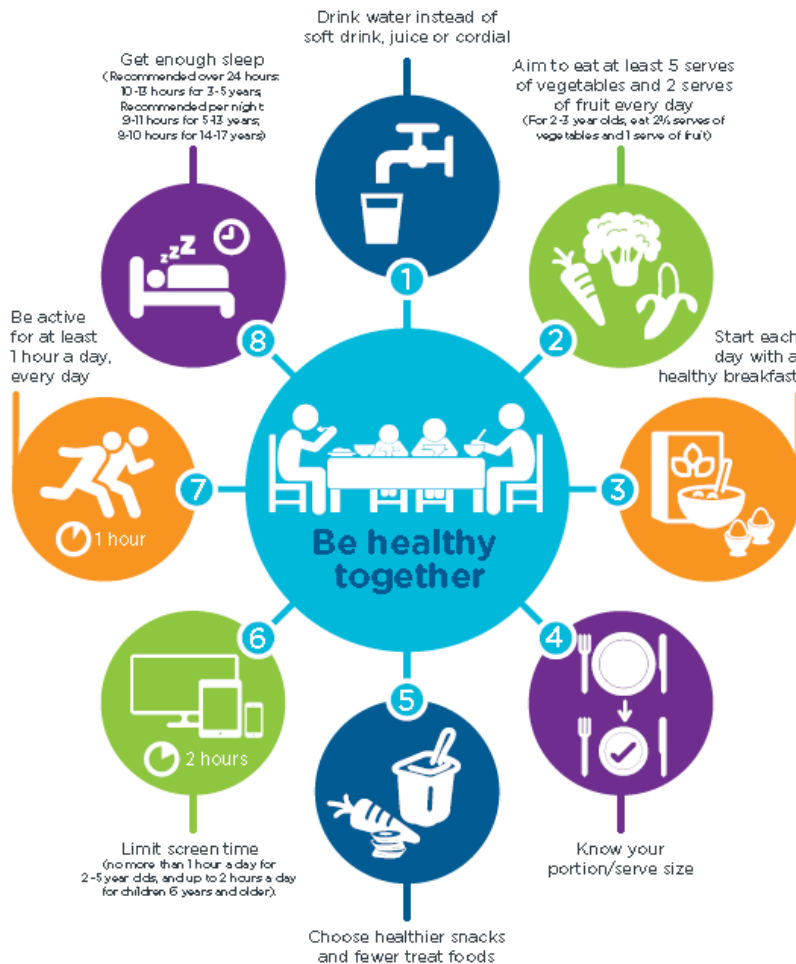 Drink water instead of
soft drink, juice or cordial
1
Aim to eat at least 5 serves
of vegetables and 2 serves
of fruit every day
(For 2-3 year olds, eat 2½ serves of
vegetables and 1 serve of fruit)
2
Start each
day with a
healthy breakfast
3
4
Know your
portion/serve size
5
Choose healthier snacks
and fewer treat foods
6
2 hours
Limit screen time
(no more than 1 hour a day for
2-5 year olds, and up to 2 hours a day
for children 6 years and older).
Be active
for at least
1 hour a day,
every day
7
1 hour
Get enough sleep
(Recommended over 24 hours:
10-13 hours for 3-5 years;
Recommended per night:
9-11 hours for 5-13 years;
8-10 hours for 14-17 years)
zzZ
8
Be healthy
together